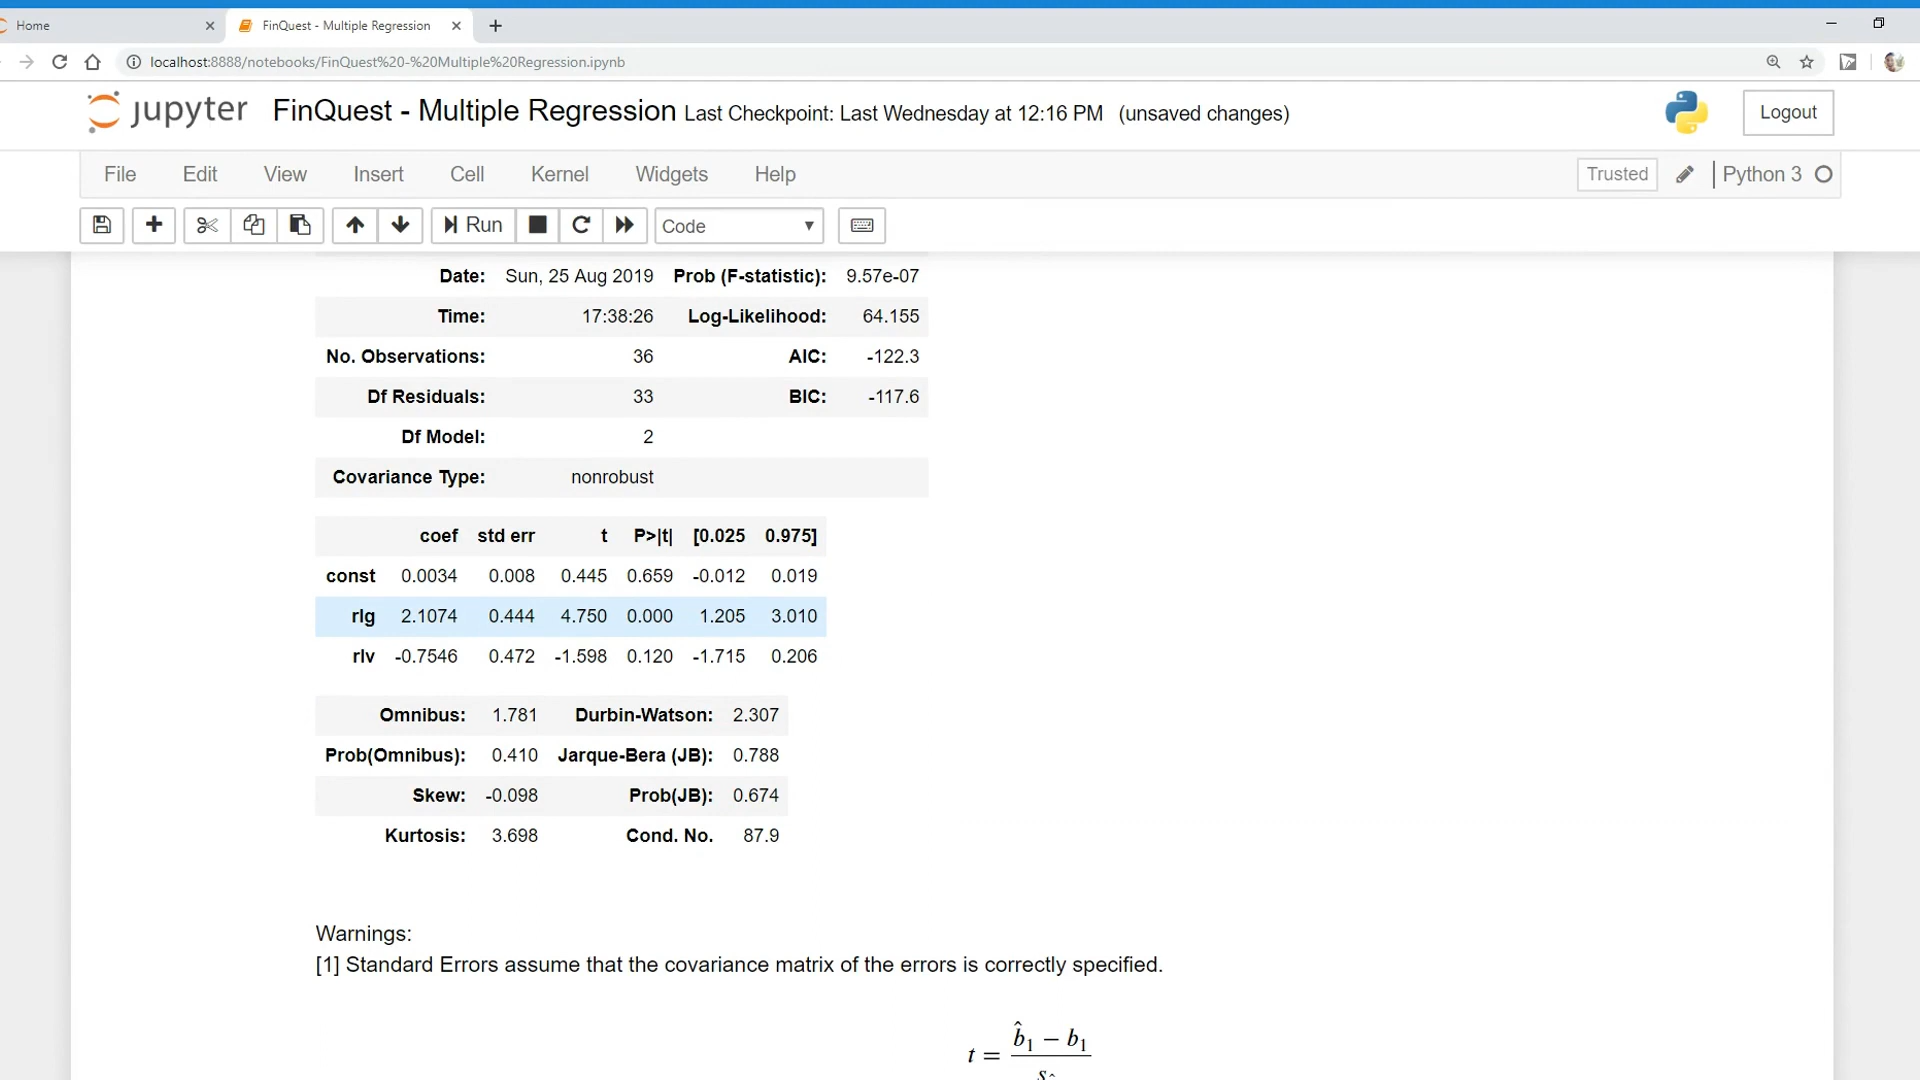 Home
FinQuest - Multiple Regression
localhost:8888/notebooks/FinQuest%20-%20Multiple%20Regression.ipynb
jupyter FinQuest - Multiple Regression Last Checkpoint: Last Wednesday at 12:16 PM (unsaved changes)
Logout
File Edit View Insert Cell Kernel Widgets Help
Trusted Python 3
Run Code
Date: Sun, 25 Aug 2019 Prob (F-statistic): 9.57e-07
Time: 17:38:26 Log-Likelihood: 64.155
No. Observations: 36 AIC: -122.3
Df Residuals: 33 BIC: -117.6
Df Model: 2
Covariance Type: nonrobust
coef std err t P>|t| [0.025 0.975]
const 0.0034 0.008 0.445 0.659 -0.012 0.019
rlg 2.1074 0.444 4.750 0.000 1.205 3.010
rlv -0.7546 0.472 -1.598 0.120 -1.715 0.206
Omnibus: 1.781 Durbin-Watson: 2.307
Prob(Omnibus): 0.410 Jarque-Bera (JB): 0.788
Skew: -0.098 Prob(JB): 0.674
Kurtosis: 3.698 Cond. No. 87.9
Warnings:
[1] Standard Errors assume that the covariance matrix of the errors is correctly specified.
b̂₁ − b₁
t =